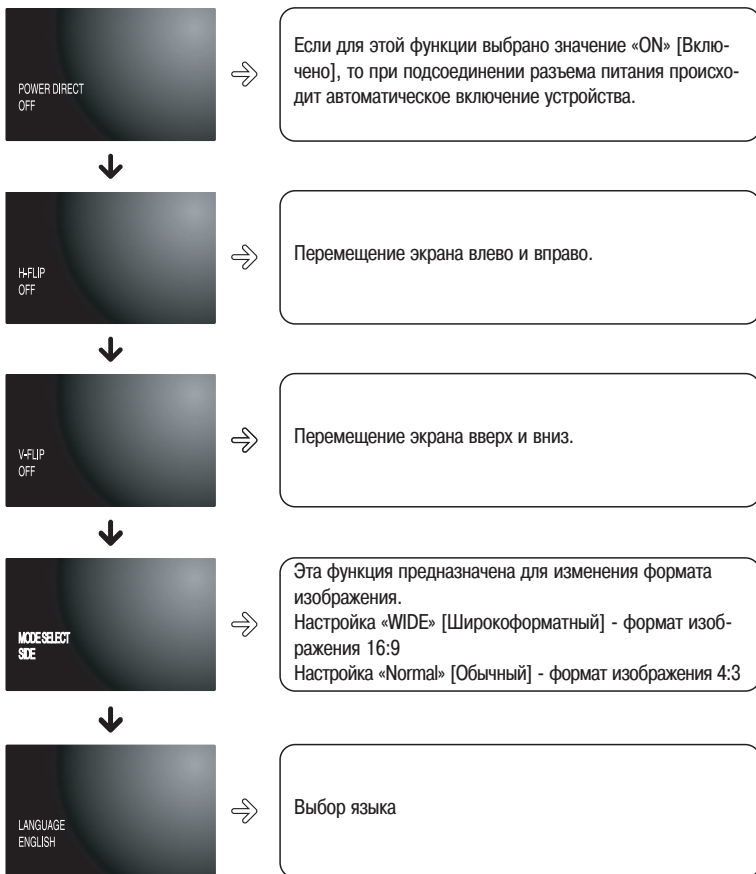 POWER DIRECT
OFF
Если для этой функции выбрано значение «ON» [Вклю-
чено], то при подсоединении разъема питания происхо-
дит автоматическое включение устройства.
H-FLIP
OFF
Перемещение экрана влево и вправо.
V-FLIP
OFF
Перемещение экрана вверх и вниз.
MODE SELECT
SIDE
Эта функция предназначена для изменения формата
изображения.
Настройка «WIDE» [Широкоформатный] - формат изоб-
ражения 16:9
Настройка «Normal» [Обычный] - формат изображения 4:3
LANGUAGE
ENGLISH
Выбор языка